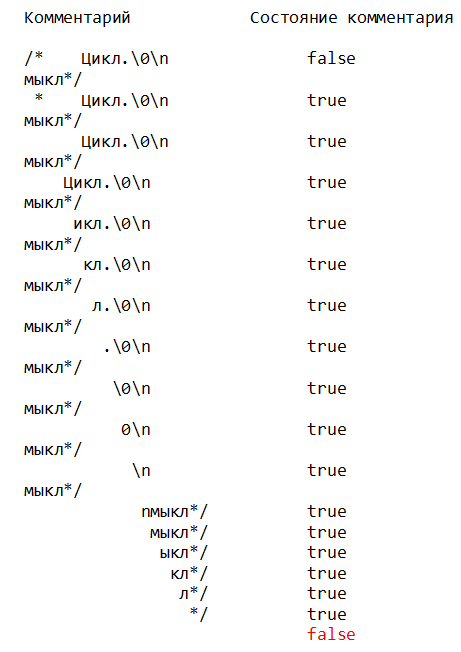 Комментарий Состояние комментария
/* Цикл.\0\n false
мыкл*/
* Цикл.\0\n true
мыкл*/
Цикл.\0\n true
мыкл*/
Цикл.\0\n true
мыкл*/
икл.\0\n true
мыкл*/
кл.\0\n true
мыкл*/
л.\0\n true
мыкл*/
.\0\n true
мыкл*/
\0\n true
мыкл*/
0\n true
мыкл*/
\n true
мыкл*/
nмыкл*/ true
мыкл*/ true
ыкл*/ true
кл*/ true
л*/ true
*/ true
false